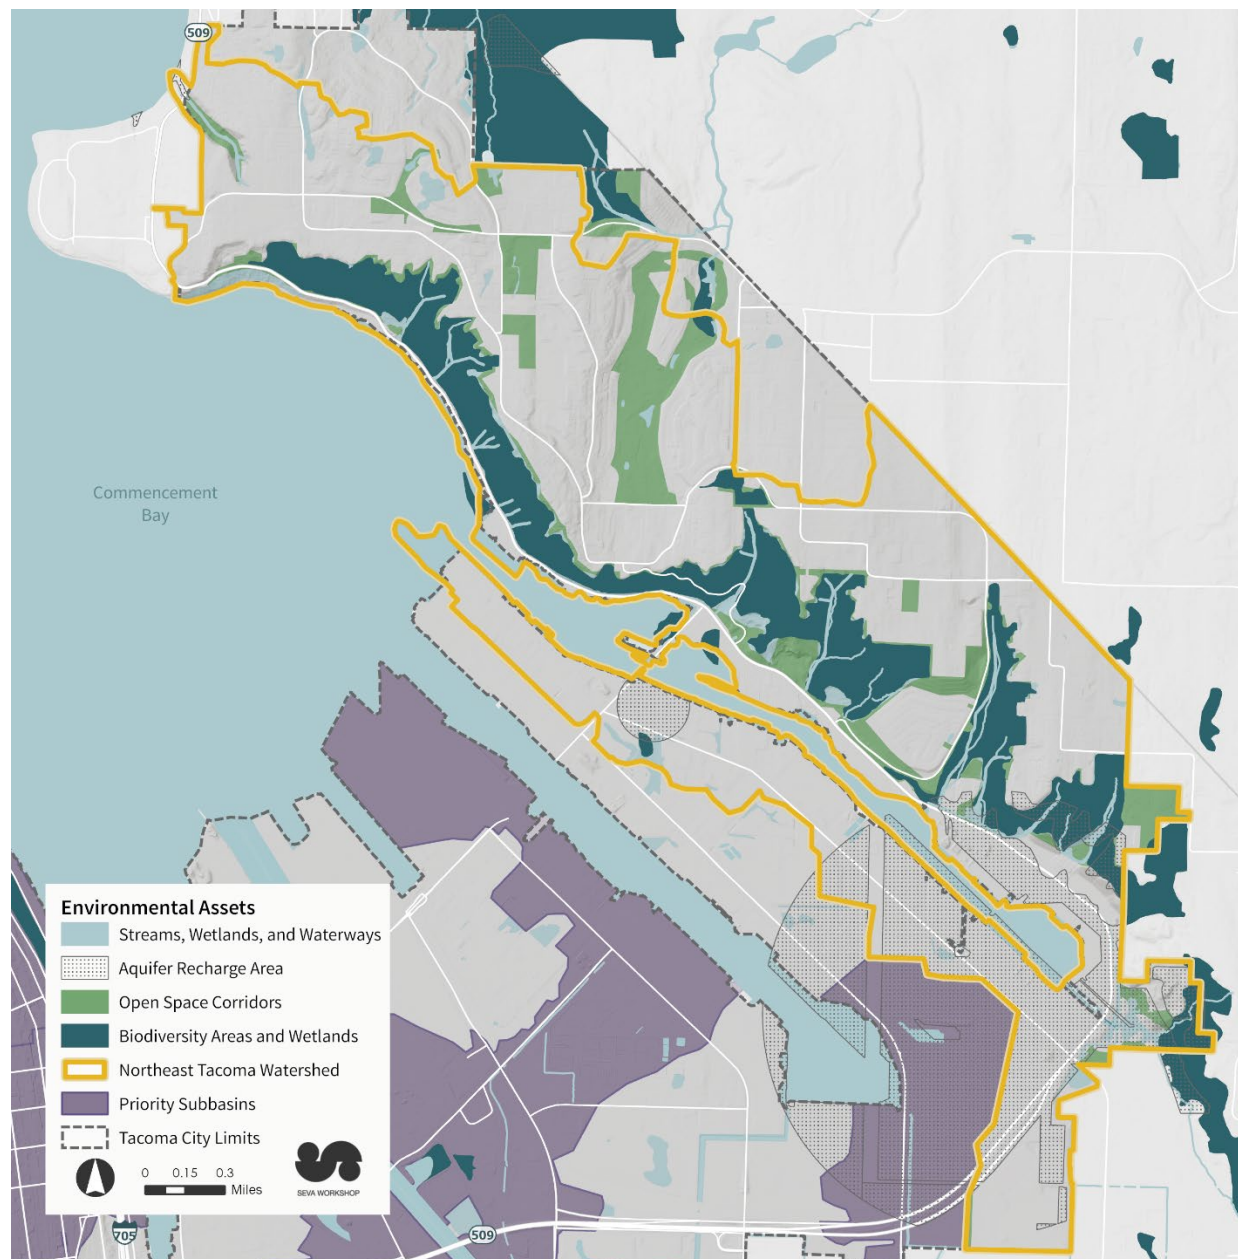 509
Commencement
Bay
Environmental Assets
Streams, Wetlands, and Waterways
Aquifer Recharge Area
Open Space Corridors
Biodiversity Areas and Wetlands
Northeast Tacoma Watershed
Priority Subbasins
Tacoma City Limits
0 0.15 0.3
Miles
SEVA WORKSHOP
705
509